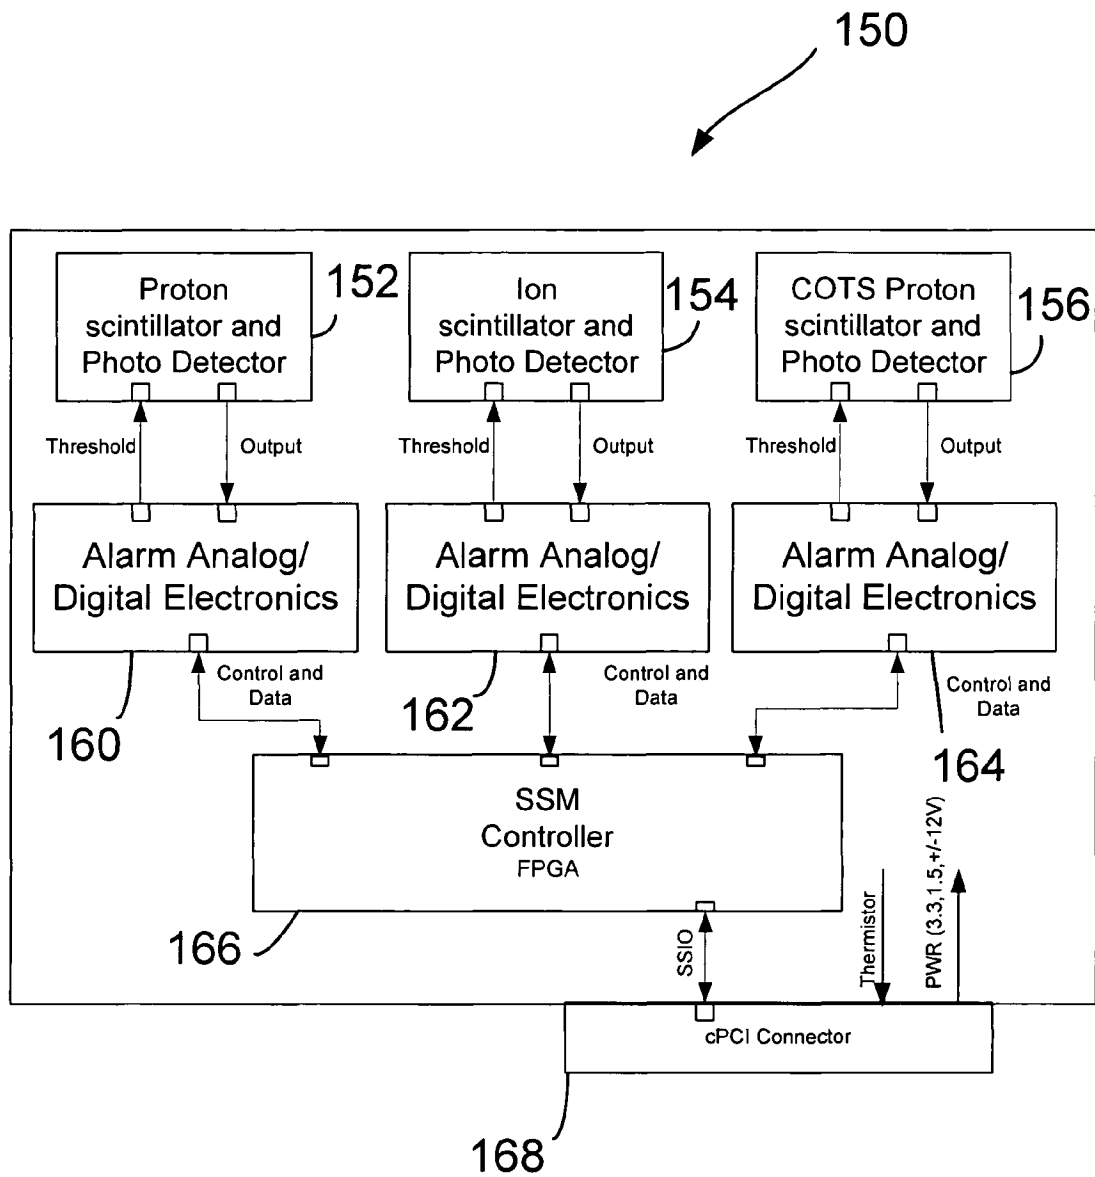 150
Proton
scintillator and
Photo Detector
152
Ion
scintillator and
Photo Detector
154
COTS Proton
scintillator and
Photo Detector
156
Threshold
Output
Threshold
Output
Threshold
Output
Alarm Analog/
Digital Electronics
Alarm Analog/
Digital Electronics
Alarm Analog/
Digital Electronics
160
Control and
Data
162
Control and
Data
164
Control and
Data
SSM
Controller
FPGA
166
SSIO
Thermistor
PWR (3.3,1.5,+/-12V)
cPCI Connector
168